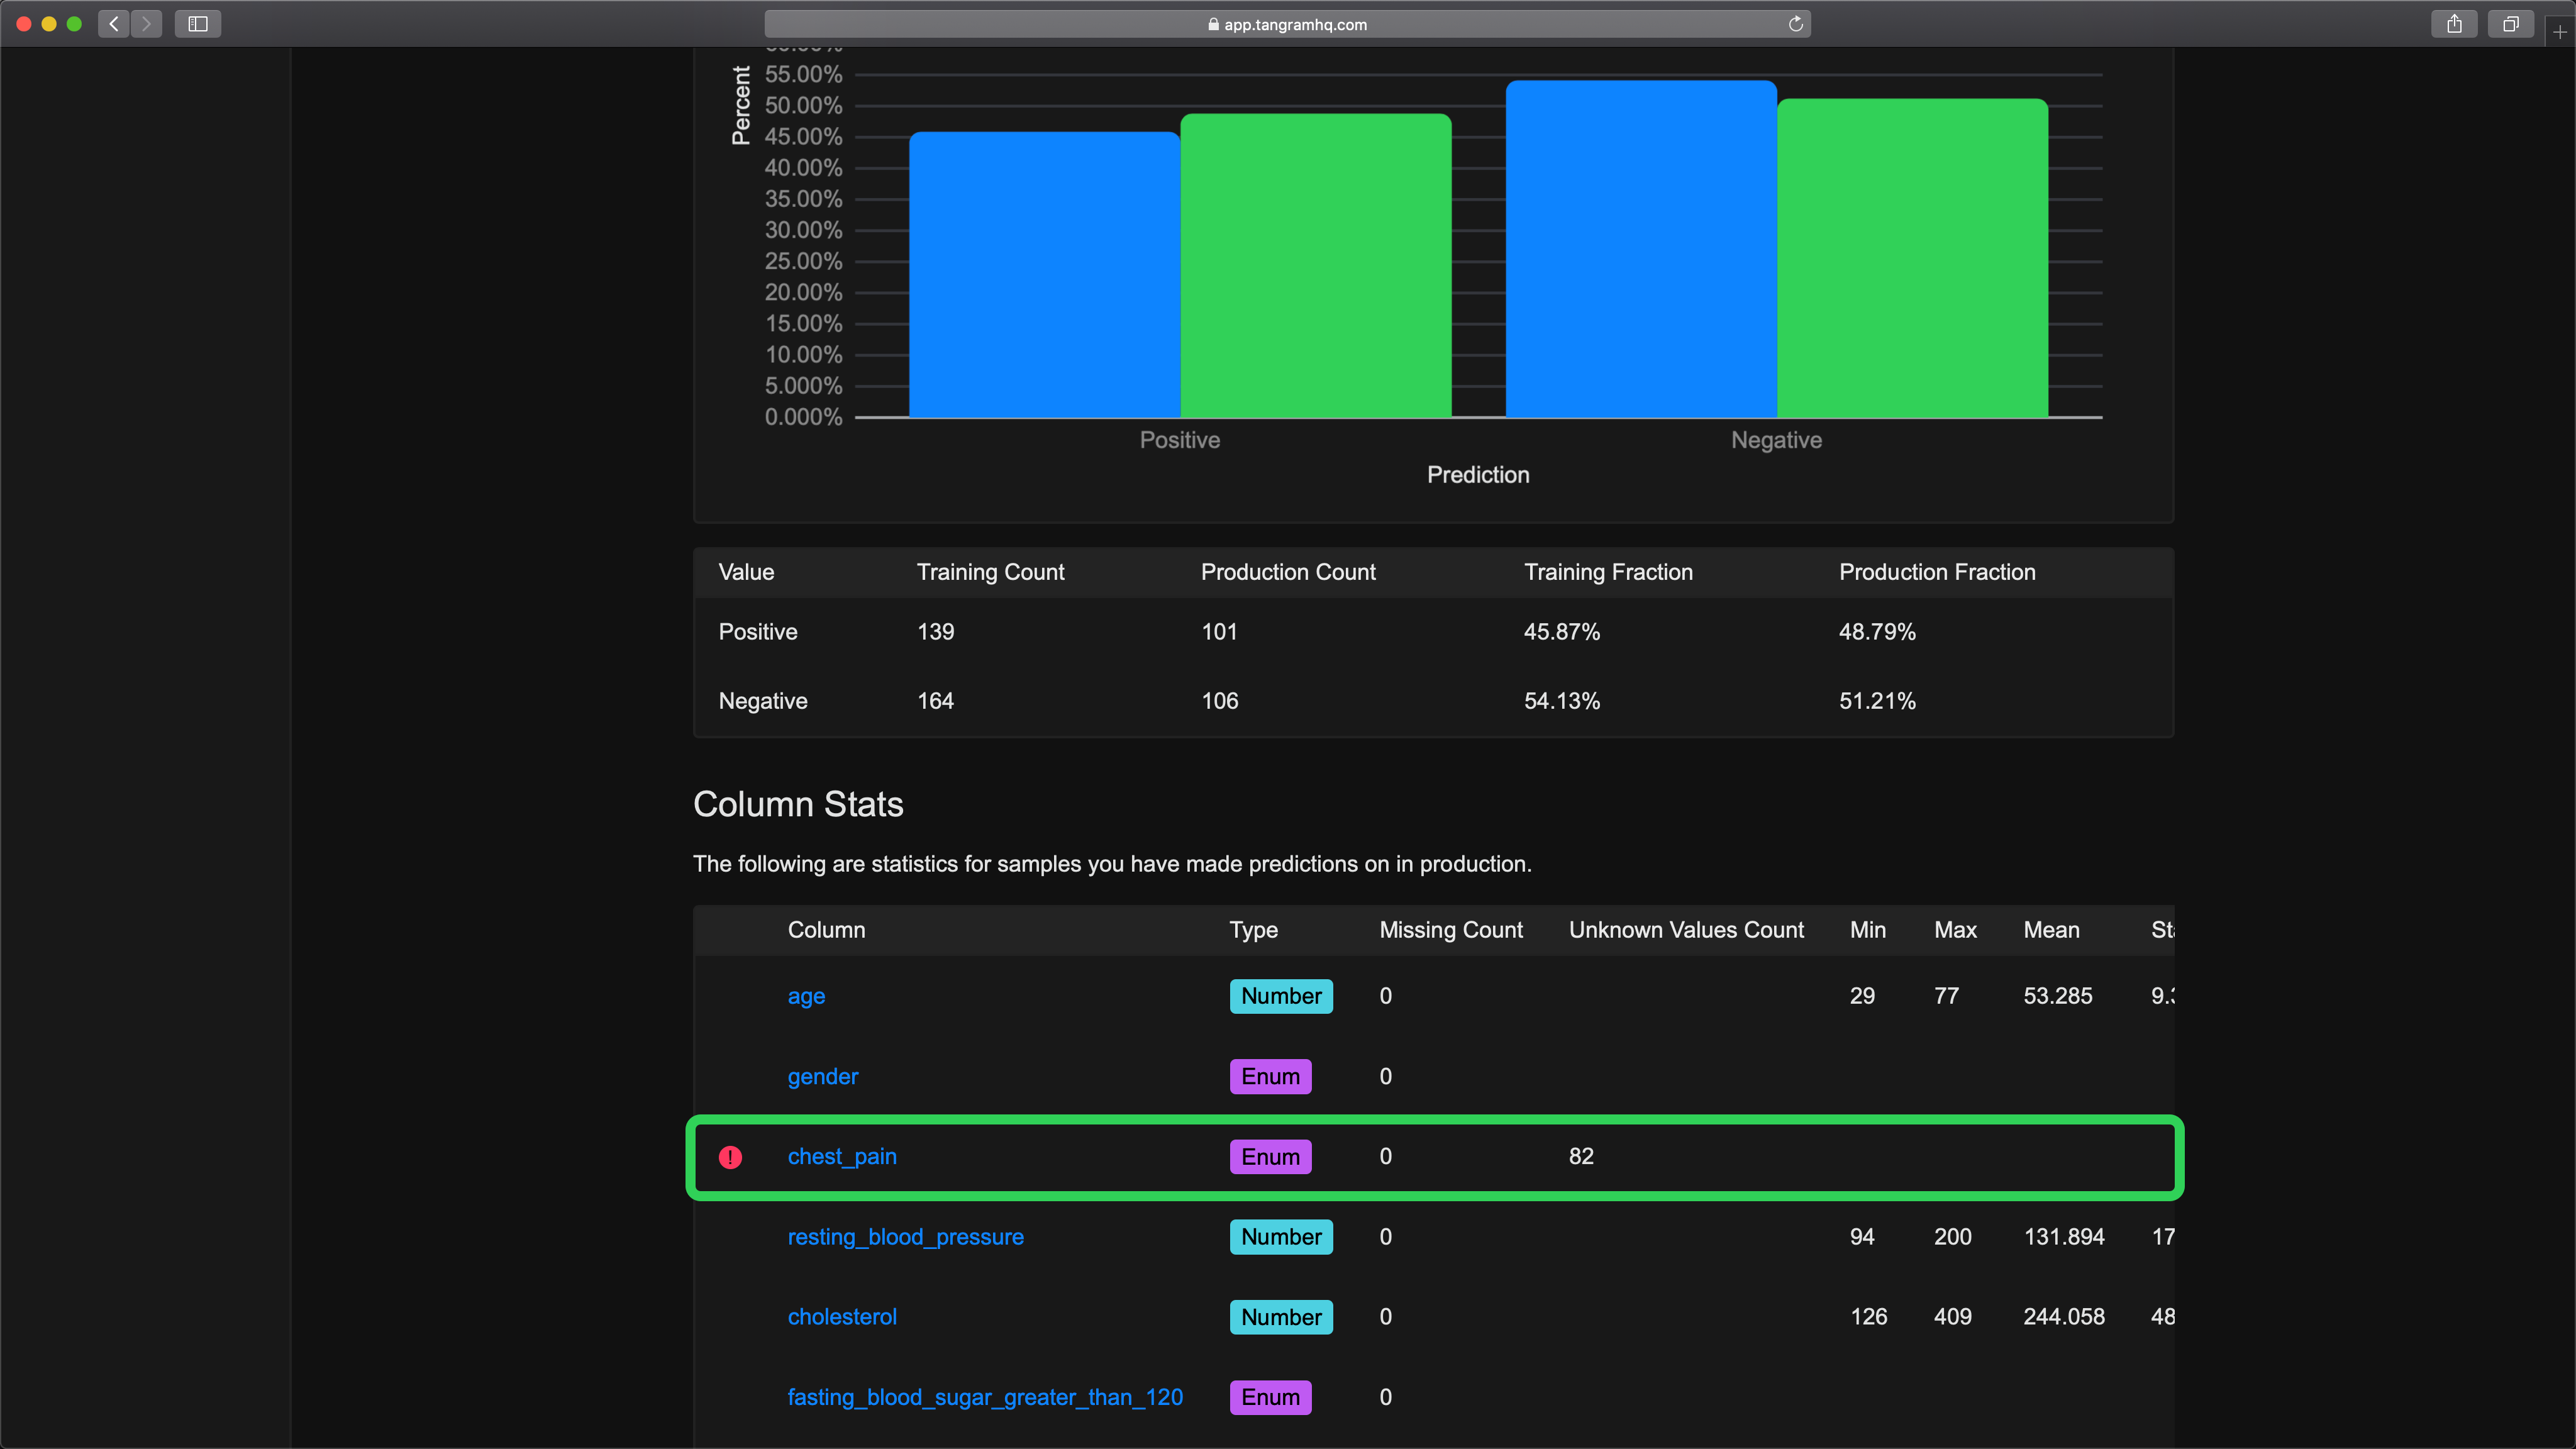 app.tangramhq.com
Percent
55.00%
50.00%
45.00%
40.00%
35.00%
30.00%
25.00%
20.00%
15.00%
10.00%
5.000%
0.000%
Positive Negative
Prediction
Value Training Count Production Count Training Fraction Production Fraction
Positive 139 101 45.87% 48.79%
Negative 164 106 54.13% 51.21%
Column Stats
The following are statistics for samples you have made predictions on in production.
Column Type Missing Count Unknown Values Count Min Max Mean
age Number 0 29 77 53.285
gender Enum 0
! chest_pain Enum 0 82
resting_blood_pressure Number 0 94 200 131.894 17
cholesterol Number 0 126 409 244.058 48
fasting_blood_sugar_greater_than_120 Enum 0